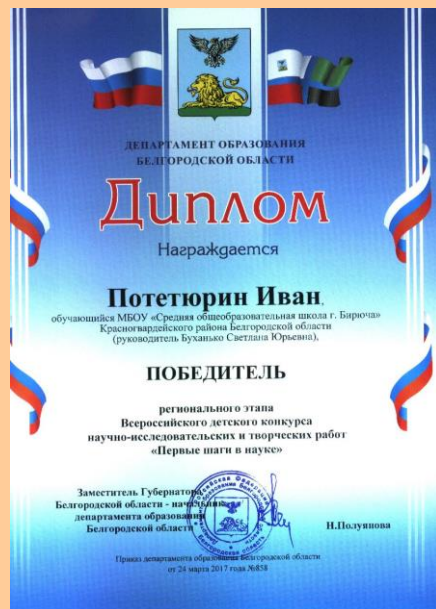 ДЕПАРТАМЕНТ ОБРАЗОВАНИЯ
БЕЛГОРОДСКОЙ ОБЛАСТИ
Диплом
Награждается
Потетюрин Иван,
обучающийся МБОУ «Средняя общеобразовательная школа г. Бирюча»
Красногвардейского района Белгородской области
(руководитель Буханько Светлана Юрьевна),
ПОБЕДИТЕЛЬ
регионального этапа
Всероссийского детского конкурса
научно-исследовательских и творческих работ
«Первые шаги в науке»
Заместитель Губернатора
Белгородской области - начальник
департамента образования
Белгородской области
И.Полуянова
Приказ департамента образования Белгородской области
от 24 марта 2017 года №858